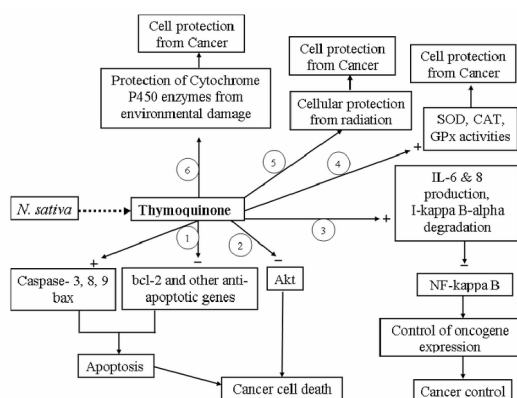 Cell protection
from Cancer
Protection of Cytochrome
P450 enzymes from
environmental damage
Cell protection
from Cancer
Cellular protection
from radiation
Cell protection
from Cancer
SOD, CAT,
GPx activities
6
5
4
+
N. sativa
Thymoquinone
3
+
IL-6 & 8
production,
I-kappa B-alpha
degradation
1
2
+
–
–
–
Caspase- 3, 8, 9
bax
bcl-2 and other anti-
apoptotic genes
Akt
NF-kappa B
Control of oncogene
expression
Apoptosis
Cancer cell death
Cancer control